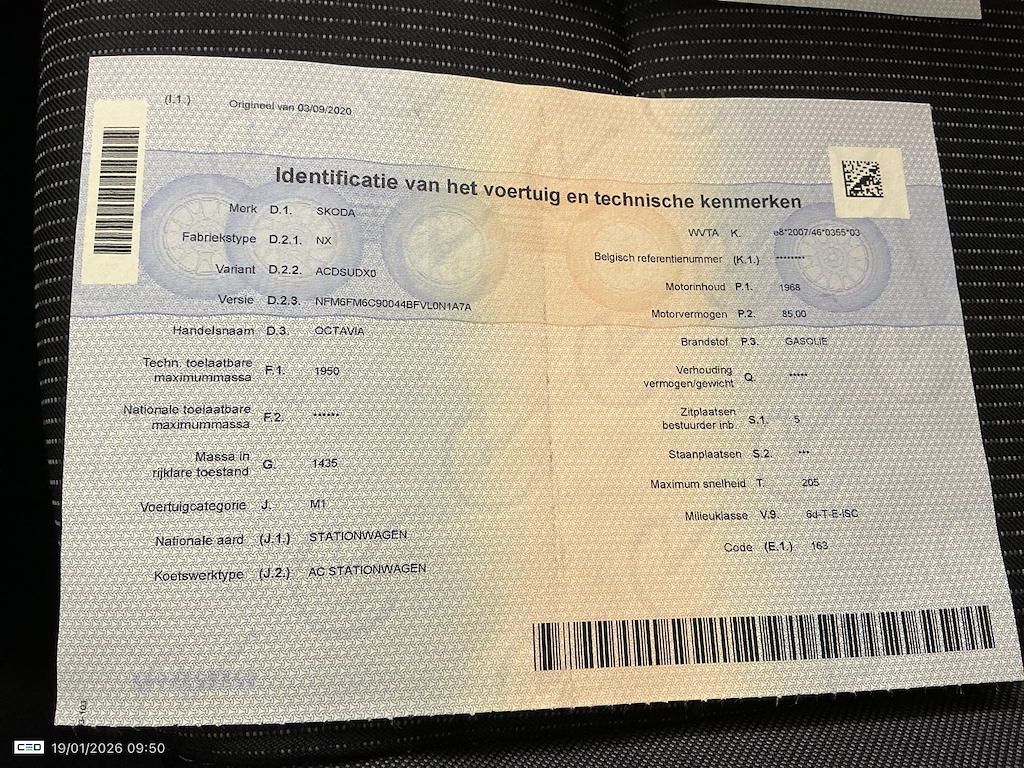 (I.1.) Origineel van 03/09/2020
Identificatie van het voertuig en technische kenmerken
Merk D.1. SKODA
Fabriekstype D.2.1. NX
Variant D.2.2. ACDSUDX0
Versie D.2.3. NFM6FM6C90044BFVL0N1A7A
Handelsnaam D.3. OCTAVIA
Techn. toelaatbare
maximummassa F.1. 1950
Nationale toelaatbare
maximummassa F.2. ******
Massa in
rijklare toestand G. 1435
Voertuigcategorie J. M1
Nationale aard (J.1.) STATIONWAGEN
Koetswerktype (J.2.) AC STATIONWAGEN
WVTA K. e8*2007/46*0355*03
Belgisch referentienummer (K.1.) ********
Motorinhoud P.1. 1968
Motorvermogen P.2. 85,00
Brandstof P.3. GASOLIE
Verhouding
vermogen/gewicht Q. *****
Zitplaatsen
bestuurder inb. S.1. 5
Staanplaatsen S.2. ***
Maximum snelheid T. 205
Milieuklasse V.9. 6d-T-E-ISC
Code (E.1.) 163
CEO 19/01/2026 09:50